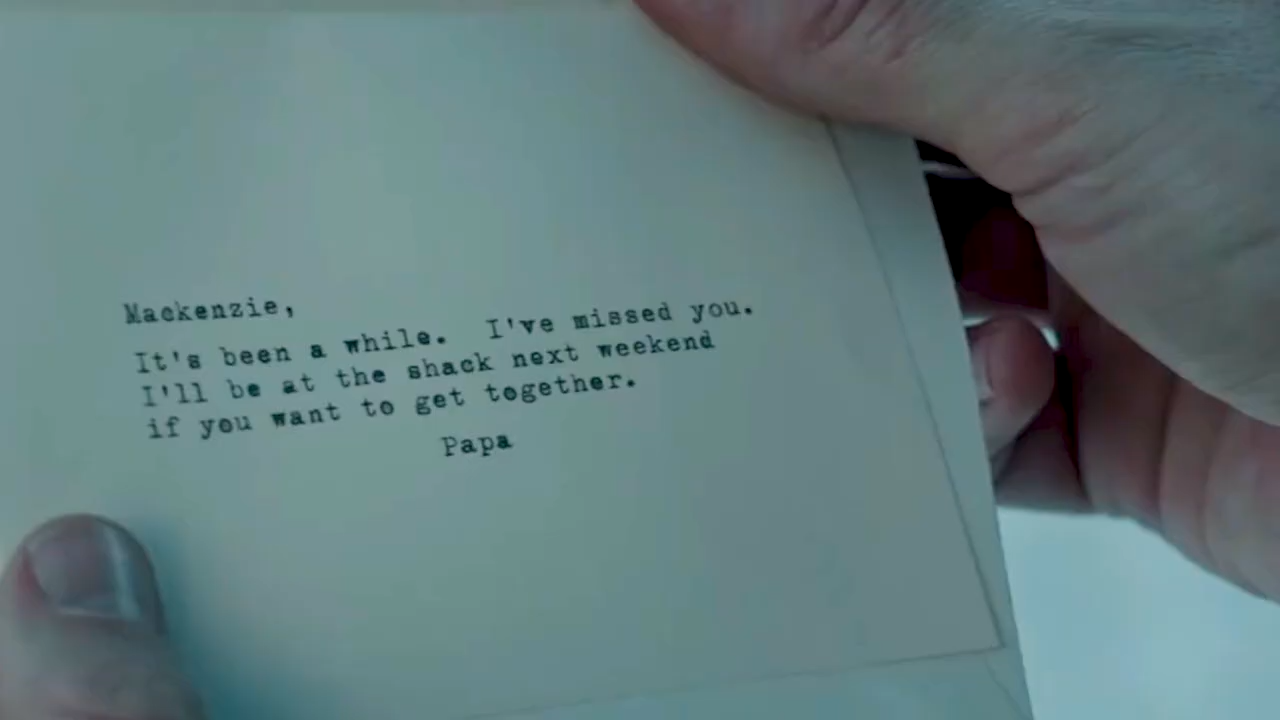 Mackenzie,
It's been a while.  I've missed you.
I'll be at the shack next weekend
if you want to get together.
Papa